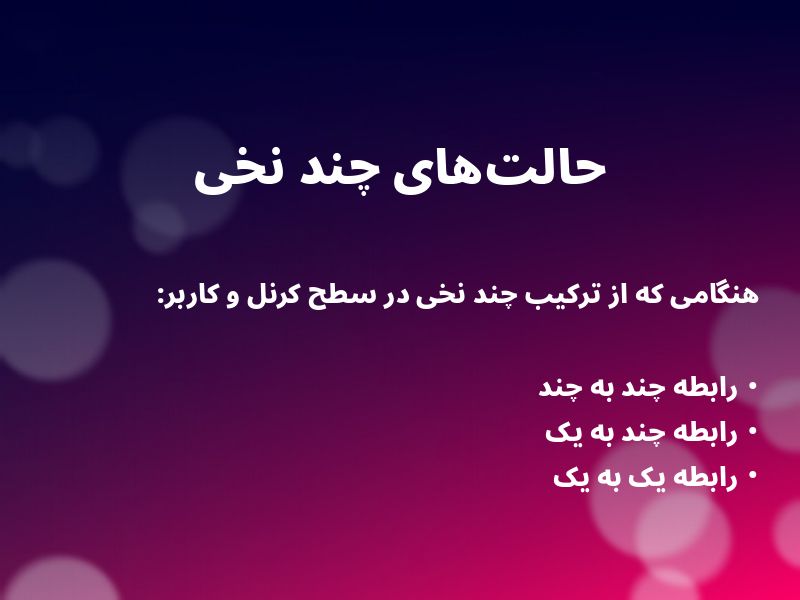 حالت‌های چند نخی
هنگامی که از ترکیب چند نخی در سطح کرنل و کاربر:
• رابطه چند به چند
• رابطه چند به یک
• رابطه یک به یک